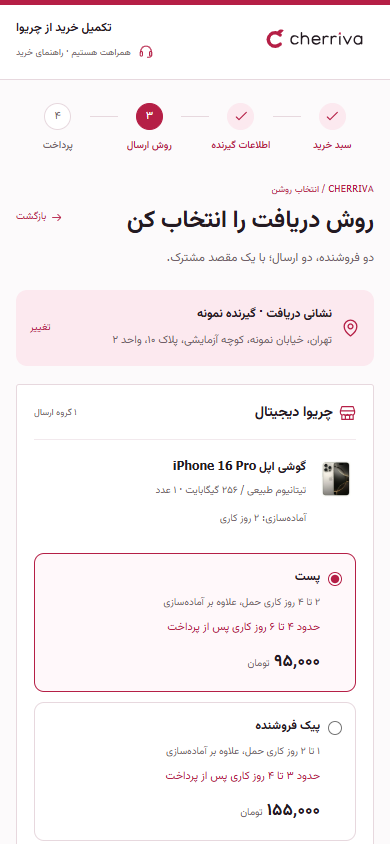 تکمیل خرید از چریوا
cherriva
همراهت هستیم · راهنمای خرید
سبد خرید
اطلاعات گیرنده
۳
روش ارسال
۴
پرداخت
CHERRIVA / انتخاب روشن
روش دریافت را انتخاب کن
بازگشت
دو فروشنده، دو ارسال؛ با یک مقصد مشترک.
نشانی دریافت · گیرنده نمونه
تهران، خیابان نمونه، کوچه آزمایشی، پلاک ۱۰، واحد ۲
تغییر
چریوا دیجیتال
۱ گروه ارسال
گوشی اپل iPhone 16 Pro
تیتانیوم طبیعی / ۲۵۶ گیگابایت · ۱ عدد
آماده‌سازی: ۲ روز کاری
پست
۲ تا ۴ روز کاری حمل، علاوه بر آماده‌سازی
حدود ۴ تا ۶ روز کاری پس از پرداخت
۹۵,۰۰۰ تومان
پیک فروشنده
۱ تا ۲ روز کاری حمل، علاوه بر آماده‌سازی
حدود ۳ تا ۴ روز کاری پس از پرداخت
۱۵۵,۰۰۰ تومان